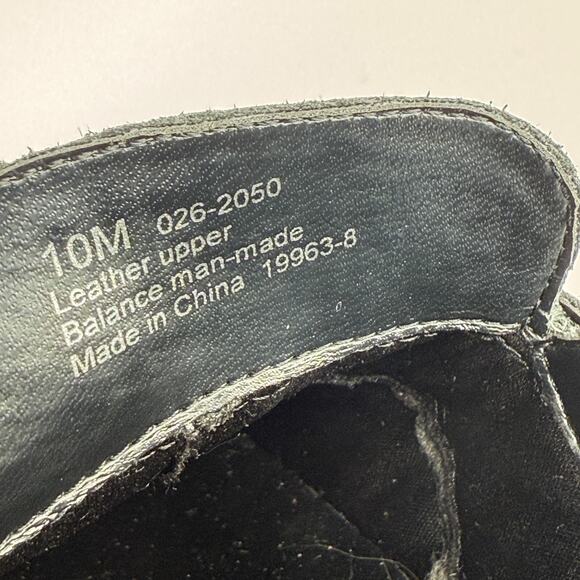 10M 026-2050
Leather upper
Balance man-made
Made in China 19963-8